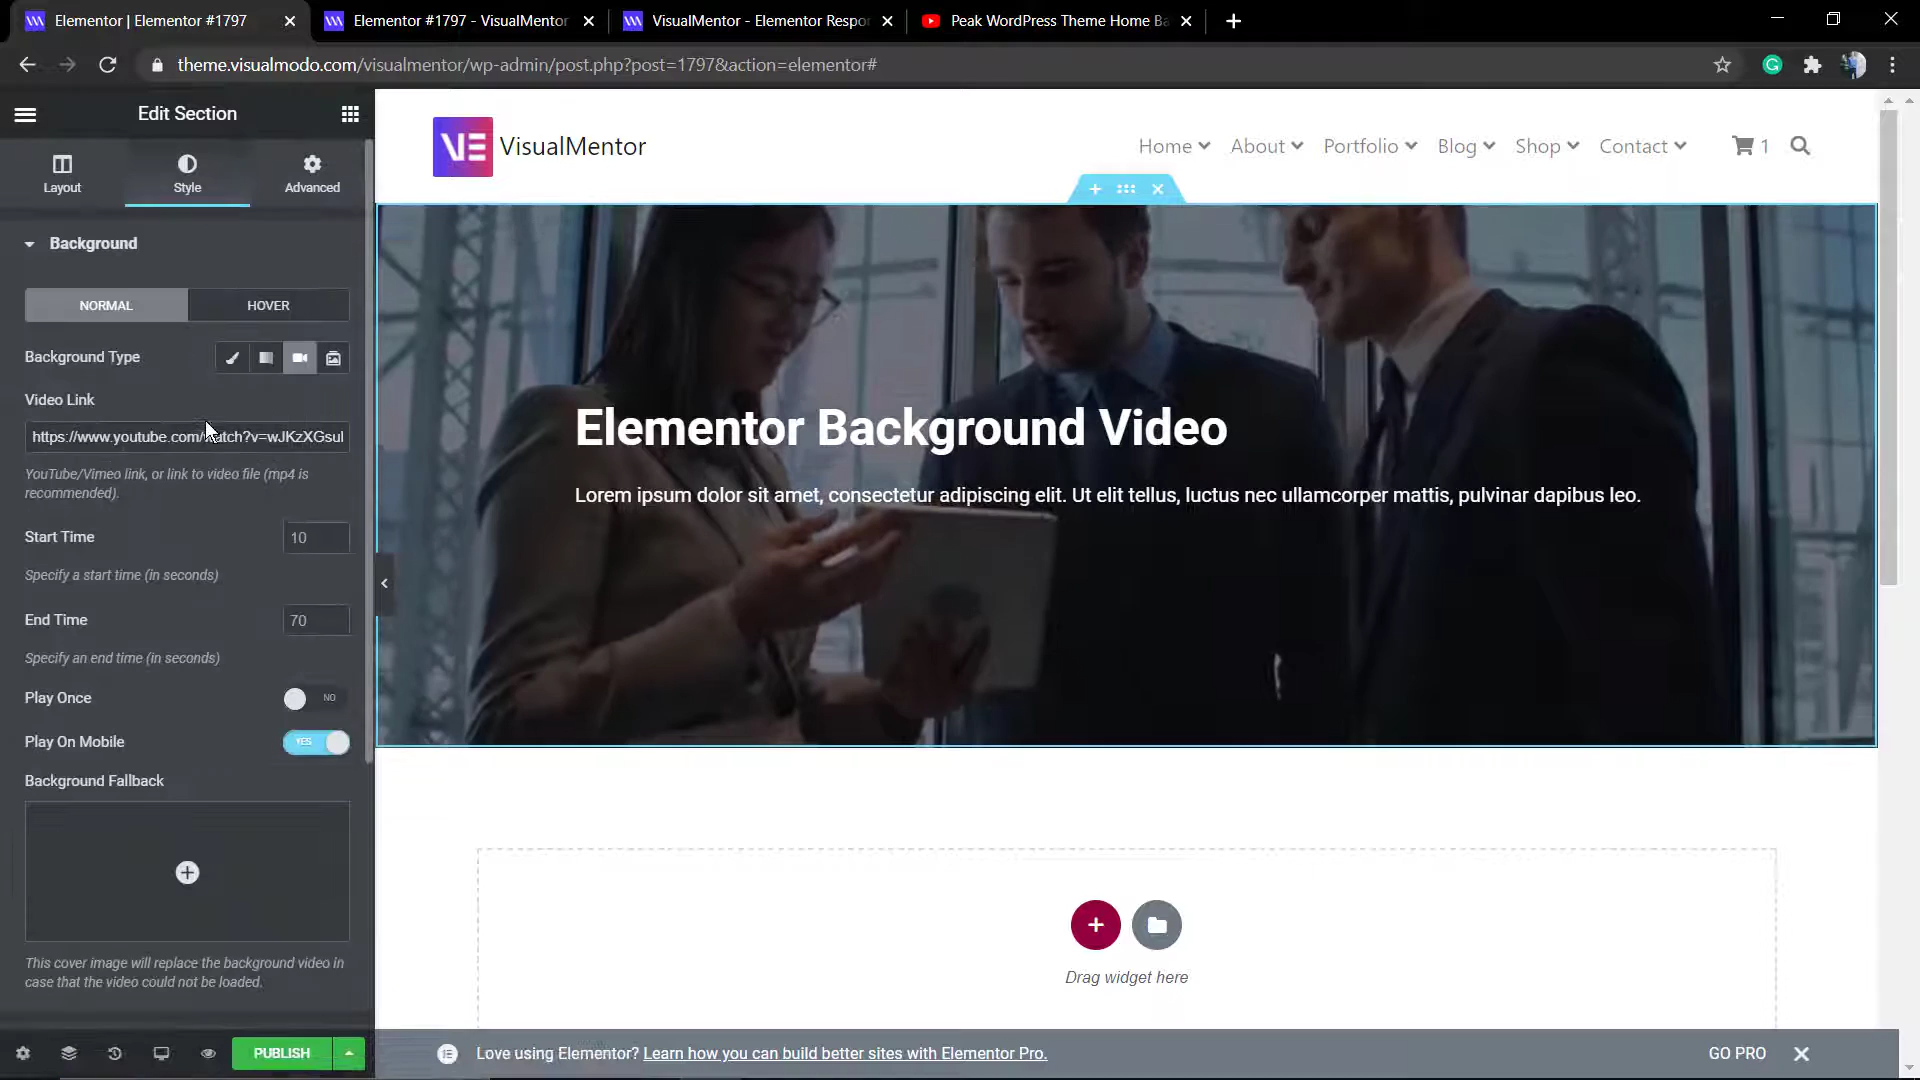 Elementor | Elementor #1797
Elementor #1797 - VisualMentor
VisualMentor - Elementor Respo
Peak WordPress Theme Home Ba
theme.visualmodo.com/visualmentor/wp-admin/post.php?post=1797&action=elementor#
Edit Section
Layout
Style
Advanced
Background
NORMAL
HOVER
Background Type
Video Link
https://www.youtube.com/watch?v=wJKzXGsul
YouTube/Vimeo link, or link to video file (mp4 is
recommended).
Start Time
10
Specify a start time (in seconds)
End Time
70
Specify an end time (in seconds)
Play Once
NO
Play On Mobile
YES
Background Fallback
This cover image will replace the background video in
case that the video could not be loaded.
PUBLISH
VE VisualMentor
Home
About
Portfolio
Blog
Shop
Contact
1
Elementor Background Video
Lorem ipsum dolor sit amet, consectetur adipiscing elit. Ut elit tellus, luctus nec ullamcorper mattis, pulvinar dapibus leo.
Drag widget here
Love using Elementor? Learn how you can build better sites with Elementor Pro.
GO PRO